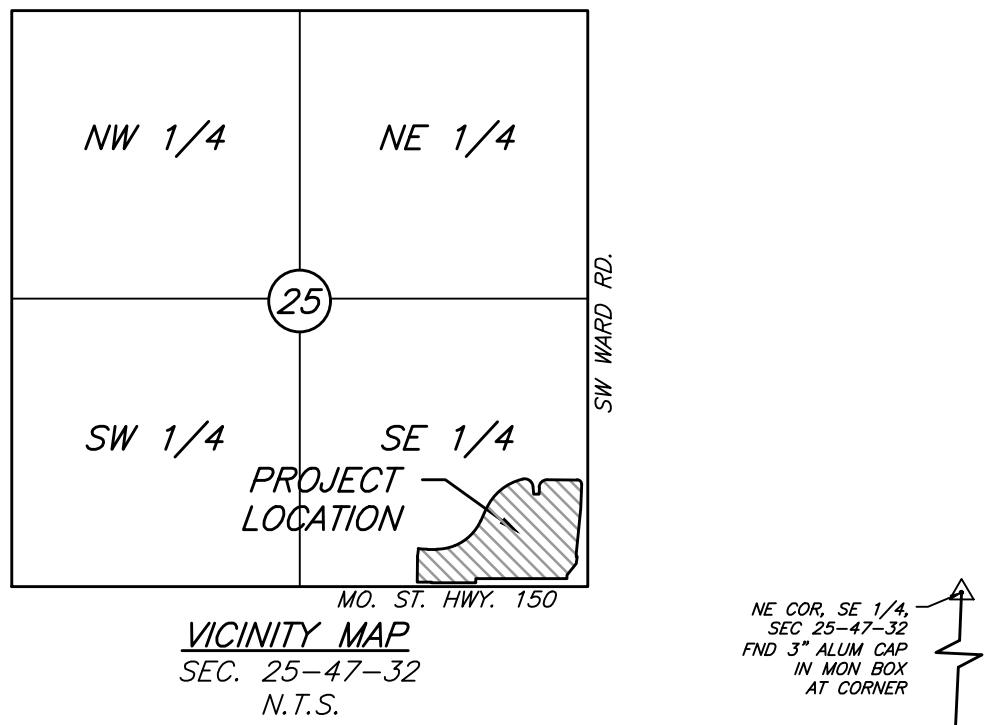 NW 1/4
NE 1/4
25
SW WARD RD.
SW 1/4
SE 1/4
PROJECT
LOCATION
MO. ST. HWY. 150
VICINITY MAP
SEC. 25-47-32
N.T.S.
NE COR, SE 1/4,
SEC 25-47-32
FND 3" ALUM CAP
IN MON BOX
AT CORNER